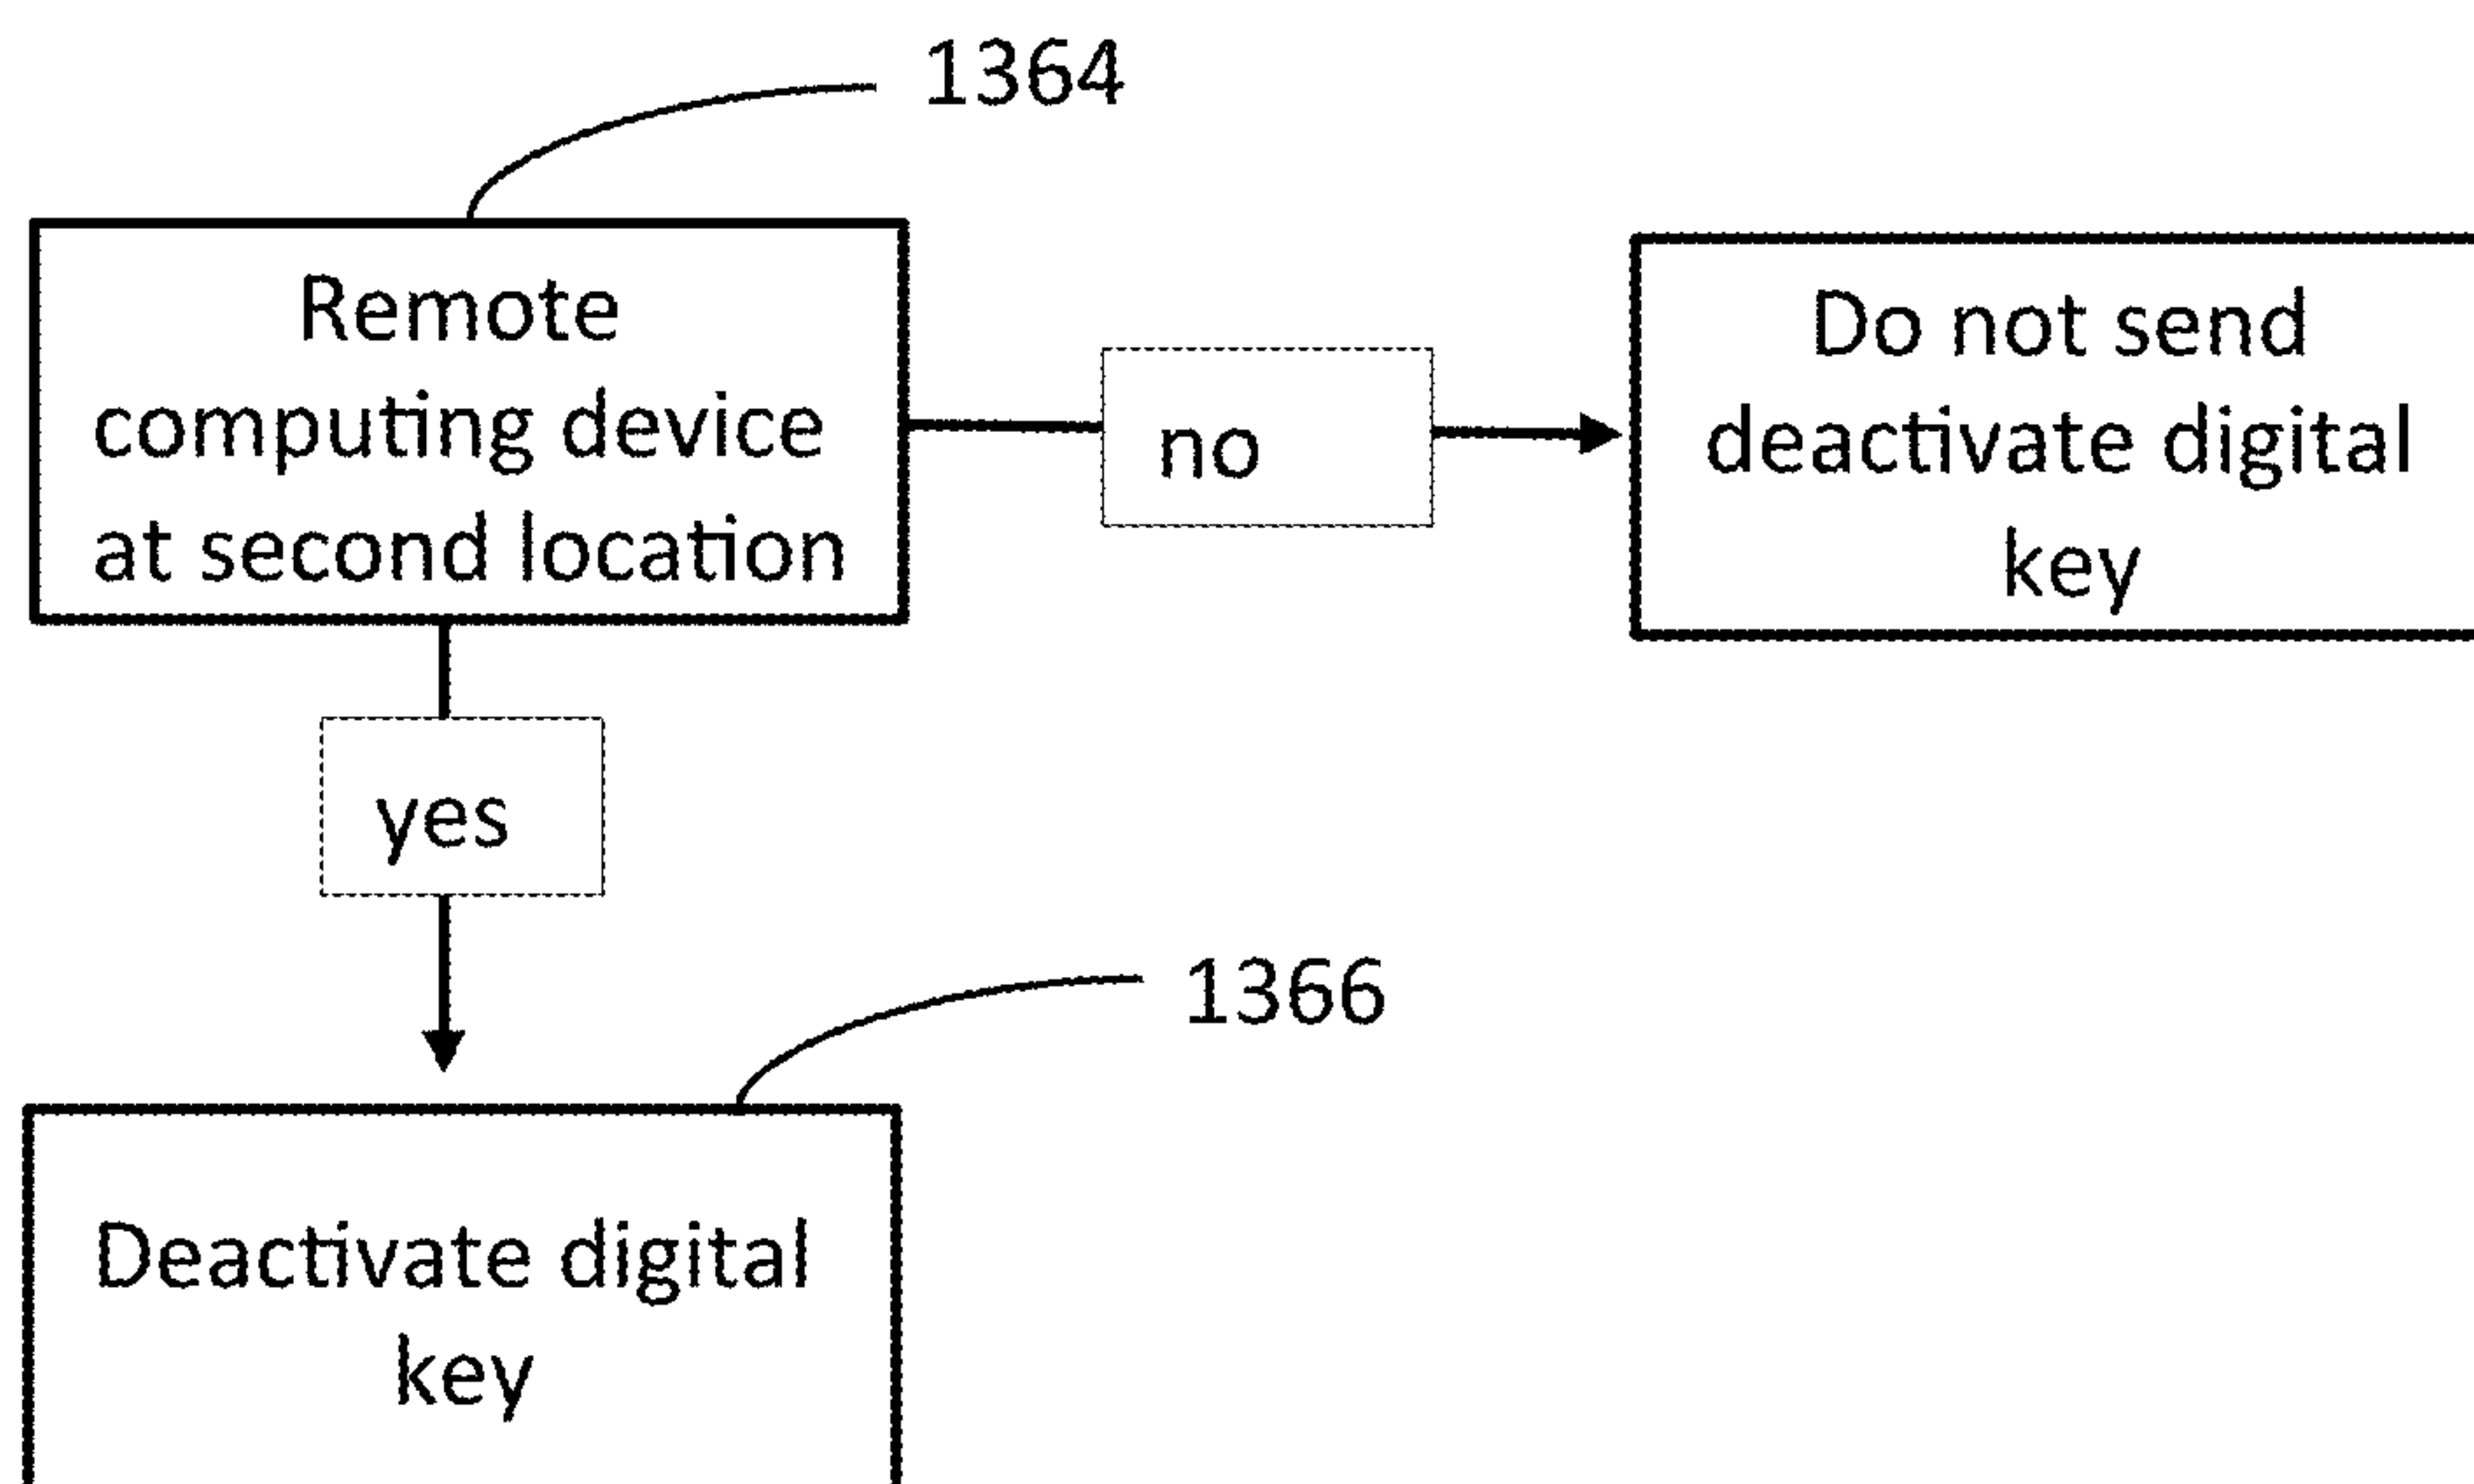 1364
Remote
computing device
at second location
no
Do not send
deactivate digital
key
yes
1366
Deactivate digital
key